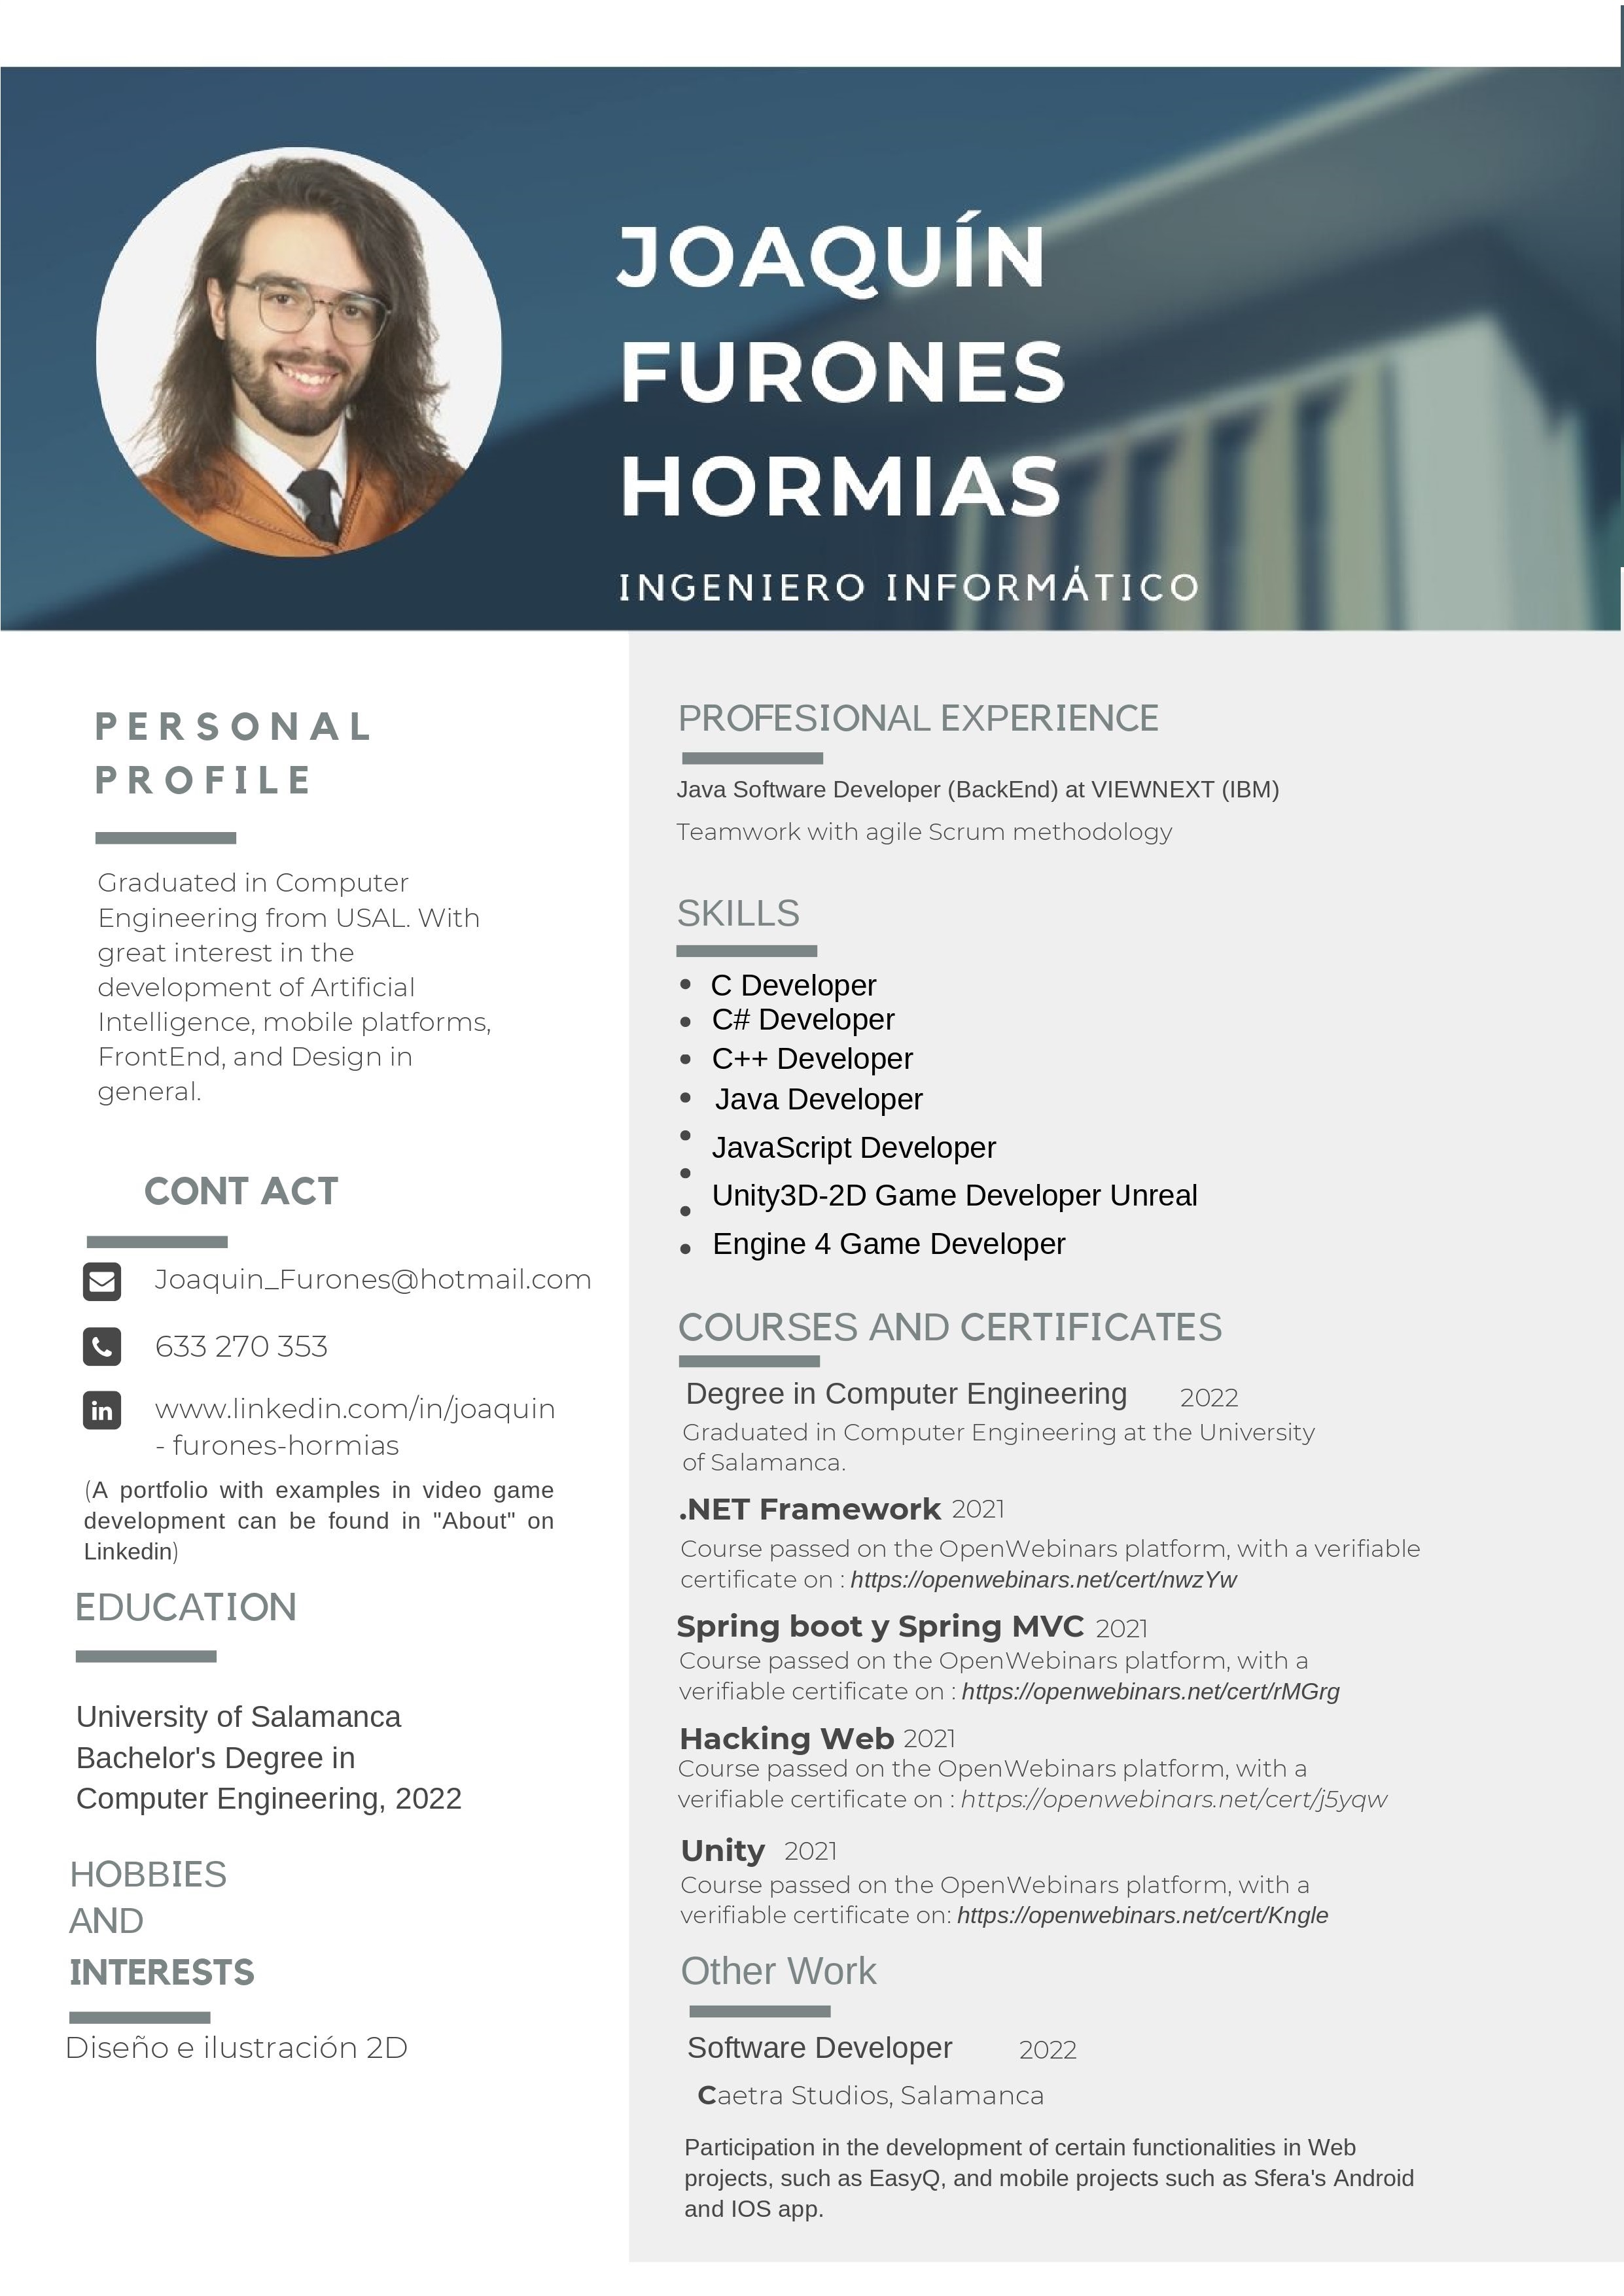 JOAQUÍN
FURONES
HORMIAS
INGENIERO INFORMÁTICO
PERSONAL
PROFILE
Graduated in Computer
Engineering from USAL. With
great interest in the
development of Artificial
Intelligence, mobile platforms,
FrontEnd, and Design in
general.
CONT ACT
Joaquin_Furones@hotmail.com
633 270 353
www.linkedin.com/in/joaquin
- furones-hormias
(A portfolio with examples in video game
development can be found in "About" on
Linkedin)
EDUCATION
University of Salamanca
Bachelor's Degree in
Computer Engineering, 2022
HOBBIES
AND
INTERESTS
Diseño e ilustración 2D
PROFESIONAL EXPERIENCE
Java Software Developer (BackEnd) at VIEWNEXT (IBM)
Teamwork with agile Scrum methodology
SKILLS
• C Developer
• C# Developer
• C++ Developer
• Java Developer
• JavaScript Developer
•
• Unity3D-2D Game Developer Unreal
• Engine 4 Game Developer
COURSES AND CERTIFICATES
Degree in Computer Engineering 2022
Graduated in Computer Engineering at the University
of Salamanca.
.NET Framework 2021
Course passed on the OpenWebinars platform, with a verifiable
certificate on : https://openwebinars.net/cert/nwzYw
Spring boot y Spring MVC 2021
Course passed on the OpenWebinars platform, with a
verifiable certificate on : https://openwebinars.net/cert/rMGrg
Hacking Web 2021
Course passed on the OpenWebinars platform, with a
verifiable certificate on : https://openwebinars.net/cert/j5yqw
Unity 2021
Course passed on the OpenWebinars platform, with a
verifiable certificate on: https://openwebinars.net/cert/Kngle
Other Work
Software Developer 2022
Caetra Studios, Salamanca
Participation in the development of certain functionalities in Web
projects, such as EasyQ, and mobile projects such as Sfera's Android
and IOS app.